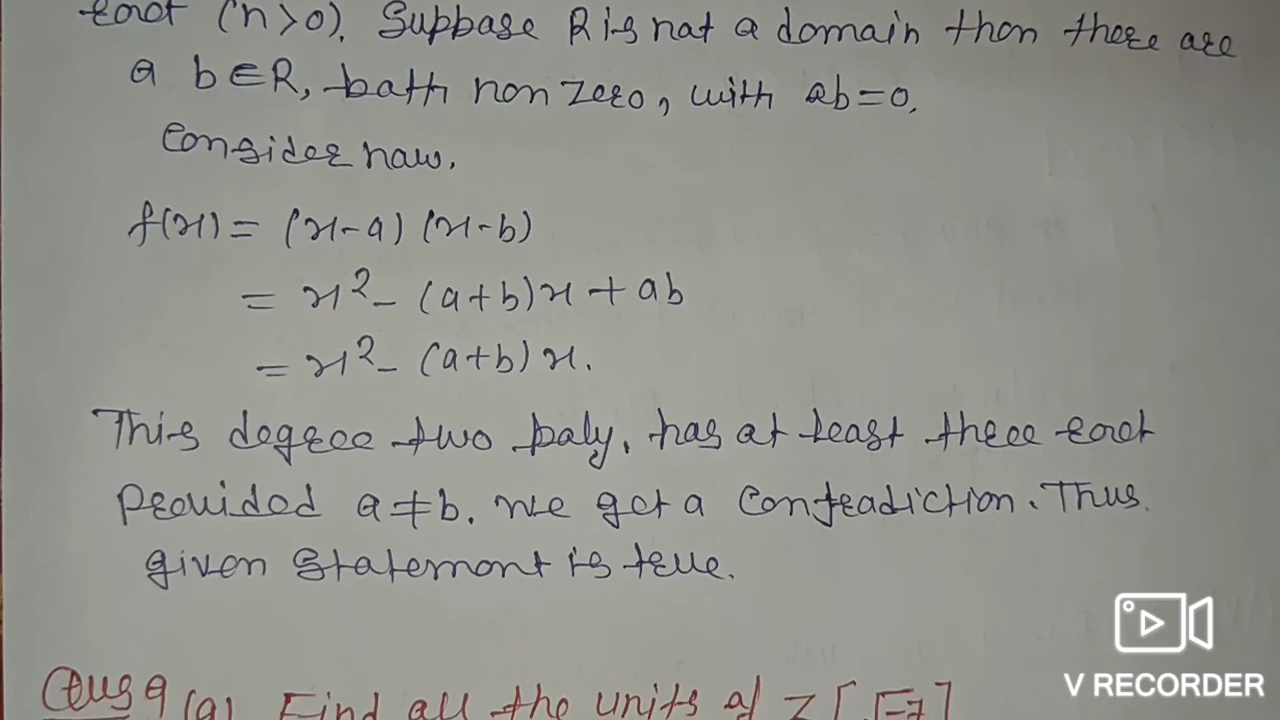 root (n>0). Suppose R is not a domain then there are
a b∈R, both non zero, with ab=0.
Consider now.
f(x) = (x-a) (x-b)
= x² - (a+b)x + ab
= x² - (a+b) x.
This degree two poly. has at least three root
Provided a≠b. we get a Contradiction. Thus.
given statement is true.
Ques 9 (a) Find all the units of Z[√-7]
V RECORDER